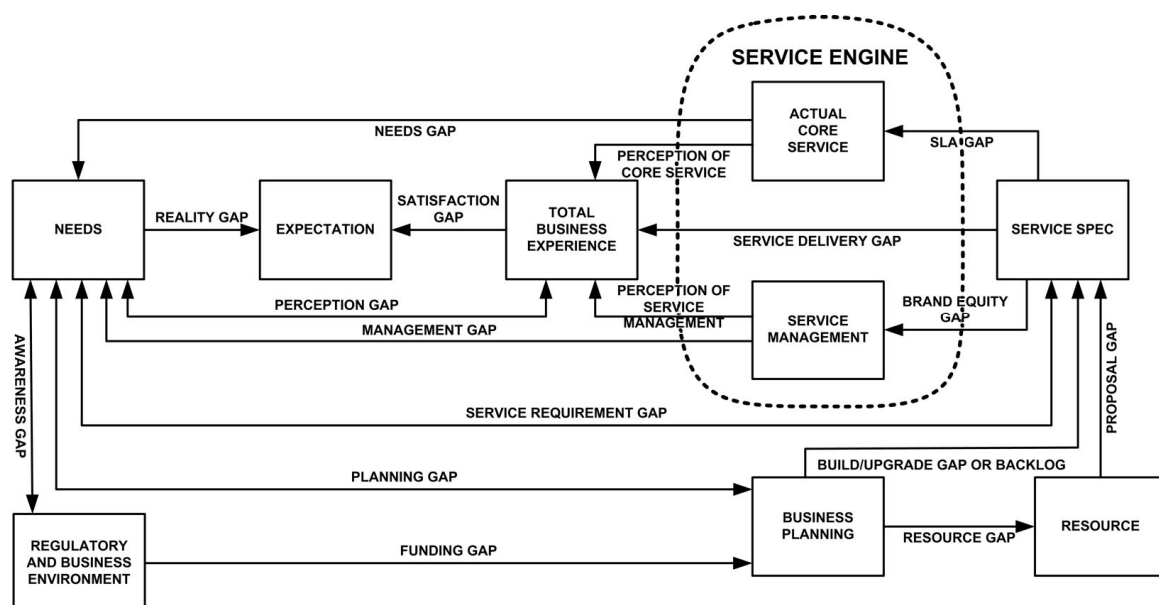 SERVICE ENGINE
ACTUAL
CORE
SERVICE
NEEDS GAP
PERCEPTION OF
CORE SERVICE
SLA GAP
NEEDS
REALITY GAP
EXPECTATION
SATISFACTION
GAP
TOTAL
BUSINESS
EXPERIENCE
SERVICE DELIVERY GAP
SERVICE SPEC
PERCEPTION GAP
PERCEPTION OF
SERVICE
MANAGEMENT
MANAGEMENT GAP
SERVICE
MANAGEMENT
BRAND EQUITY
GAP
AWARENESS GAP
SERVICE REQUIREMENT GAP
PROPOSAL GAP
BUILD/UPGRADE GAP OR BACKLOG
PLANNING GAP
REGULATORY
AND BUSINESS
ENVIRONMENT
FUNDING GAP
BUSINESS
PLANNING
RESOURCE GAP
RESOURCE